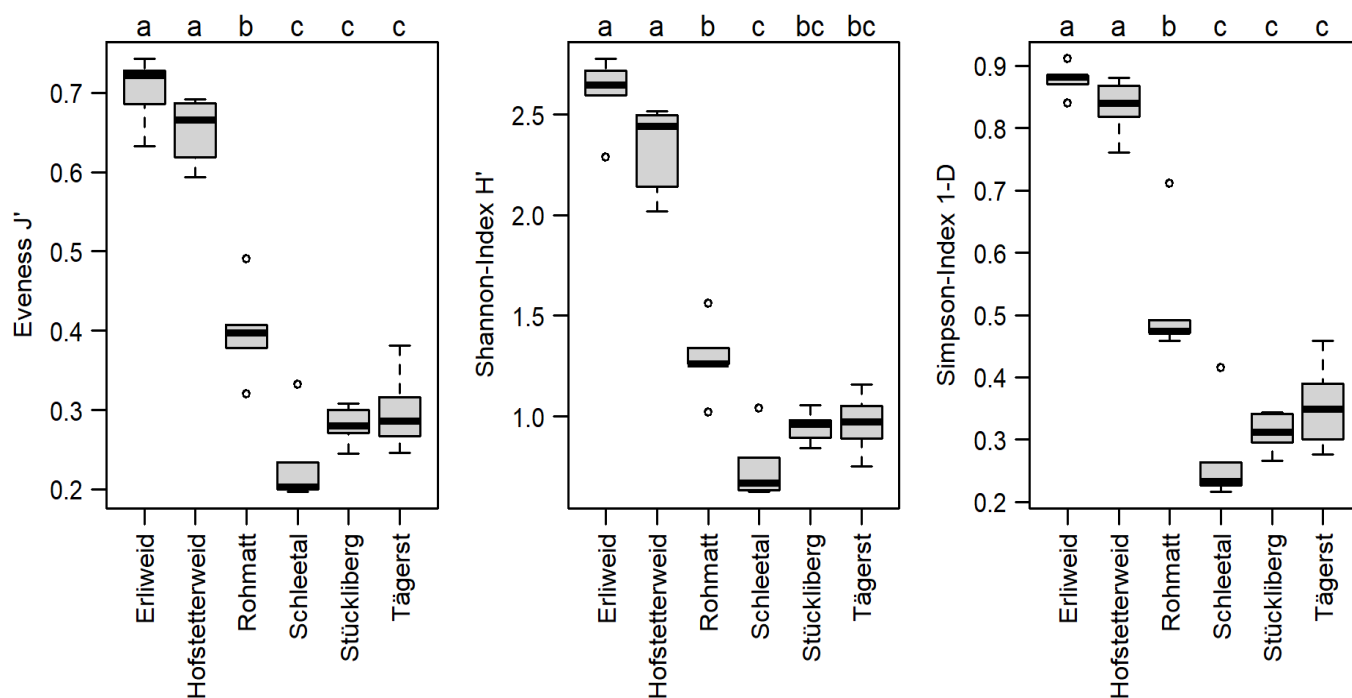 a a b c c c
Eveness J'
0.7
0.6
0.5
0.4
0.3
0.2
Erliweid
Hofstetterweid
Rohmatt
Schleetal
Stückliberg
Tägerst
a a b c bc bc
Shannon-Index H'
2.5
2.0
1.5
1.0
Erliweid
Hofstetterweid
Rohmatt
Schleetal
Stückliberg
Tägerst
a a b c c c
Simpson-Index 1-D
0.9
0.8
0.7
0.6
0.5
0.4
0.3
0.2
Erliweid
Hofstetterweid
Rohmatt
Schleetal
Stückliberg
Tägerst